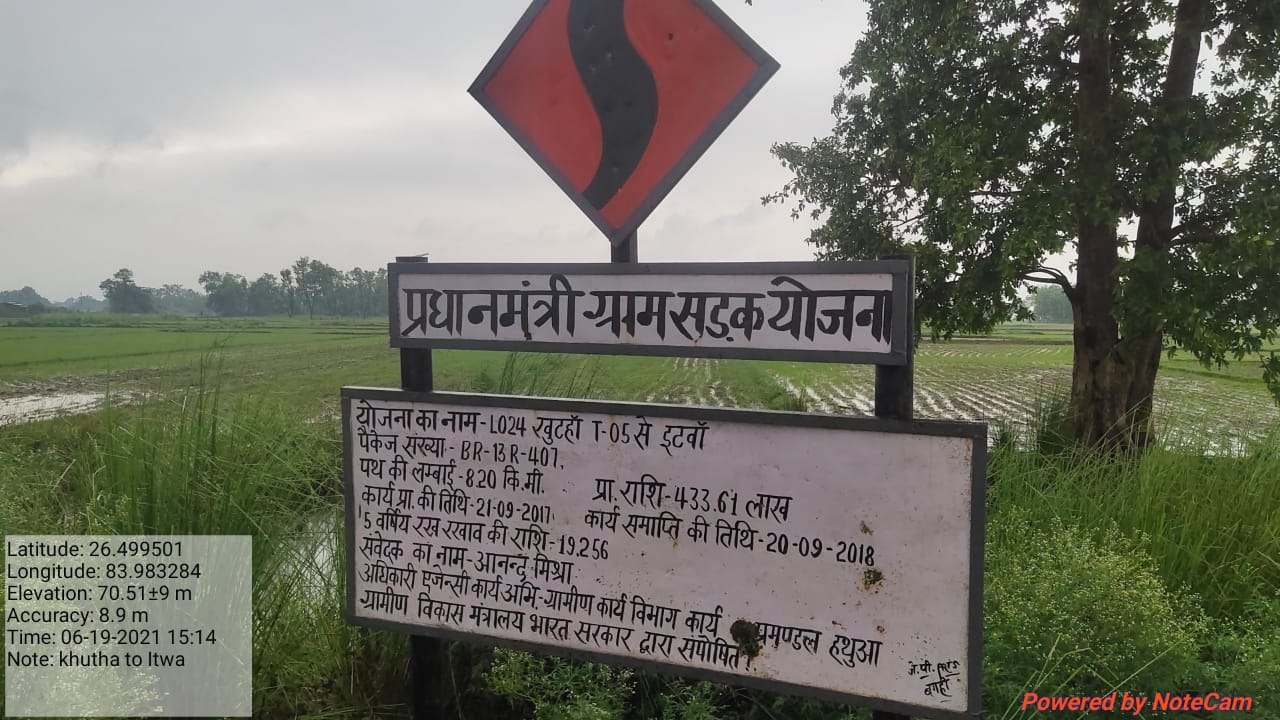 प्रधानमंत्री ग्राम सड़क योजना
योजना का नाम - L024 खुटहाँ T-05 से इटवाँ
पैकेज संख्या - BR-13R-407,
पथ की लम्बाई - 8.20 कि.मी. प्रा. राशि - 433.61 लाख
कार्य प्रा. की तिथि - 21-09-2017 कार्य समाप्ति की तिथि - 20-09-2018
5 वर्षिय रख रखाव की राशि - 19.256
संवेदक का नाम - आनन्द मिश्रा
अधिकारी एजन्सी कार्य अभि.- ग्रामीण कार्य विभाग कार्य प्रमण्डल हथुआ
ग्रामीण विकास मंत्रालय भारत सरकार द्वारा संपोषित
जे.पी.
Latitude: 26.499501
Longitude: 83.983284
Elevation: 70.51±9 m
Accuracy: 8.9 m
Time: 06-19-2021 15:14
Note: khutha to Itwa
Powered by NoteCam